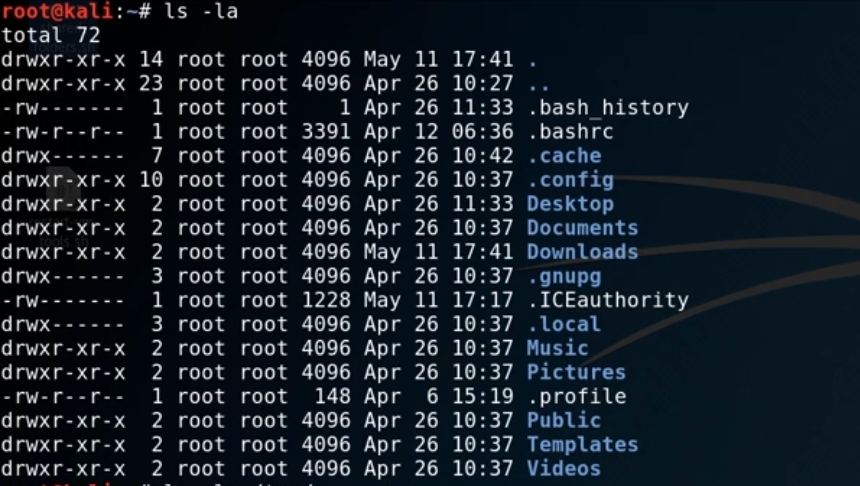 root@kali:~# ls -la
total 72
drwxr-xr-x 14 root root 4096 May 11 17:41 .
drwxr-xr-x 23 root root 4096 Apr 26 10:27 ..
-rw------- 1 root root 1 Apr 26 11:33 .bash_history
-rw-r--r-- 1 root root 3391 Apr 12 06:36 .bashrc
drwx------ 7 root root 4096 Apr 26 10:42 .cache
drwxr-xr-x 10 root root 4096 Apr 26 10:37 .config
drwxr-xr-x 2 root root 4096 Apr 26 11:33 Desktop
drwxr-xr-x 2 root root 4096 Apr 26 10:37 Documents
drwxr-xr-x 2 root root 4096 May 11 17:41 Downloads
drwx------ 3 root root 4096 Apr 26 10:37 .gnupg
-rw------- 1 root root 1228 May 11 17:17 .ICEauthority
drwx------ 3 root root 4096 Apr 26 10:37 .local
drwxr-xr-x 2 root root 4096 Apr 26 10:37 Music
drwxr-xr-x 2 root root 4096 Apr 26 10:37 Pictures
-rw-r--r-- 1 root root 148 Apr 6 15:19 .profile
drwxr-xr-x 2 root root 4096 Apr 26 10:37 Public
drwxr-xr-x 2 root root 4096 Apr 26 10:37 Templates
drwxr-xr-x 2 root root 4096 Apr 26 10:37 Videos